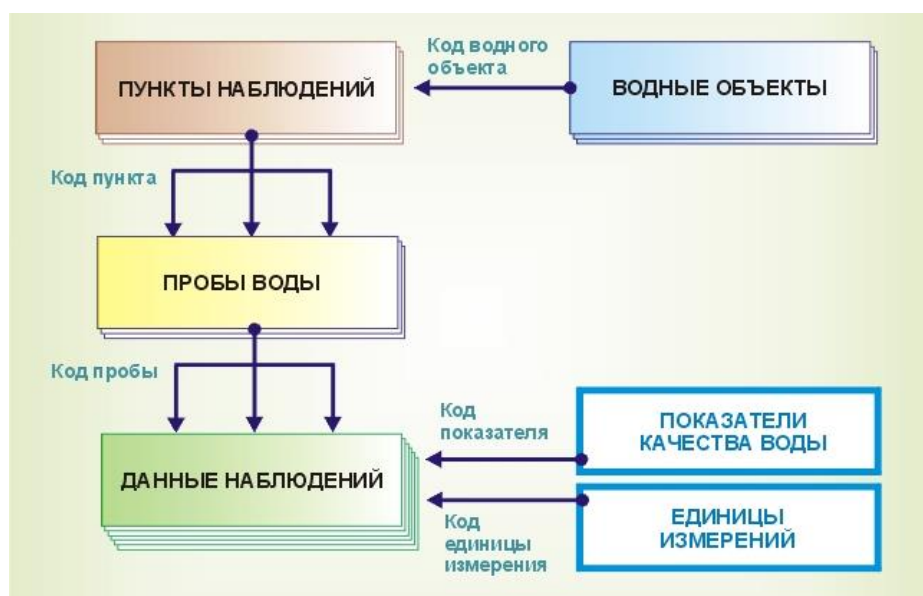 ПУНКТЫ НАБЛЮДЕНИЙ
Код водного
объекта
ВОДНЫЕ ОБЪЕКТЫ
Код пункта
ПРОБЫ ВОДЫ
Код пробы
ДАННЫЕ НАБЛЮДЕНИЙ
Код
показателя
ПОКАЗАТЕЛИ
КАЧЕСТВА ВОДЫ
Код
единицы
измерения
ЕДИНИЦЫ
ИЗМЕРЕНИЙ